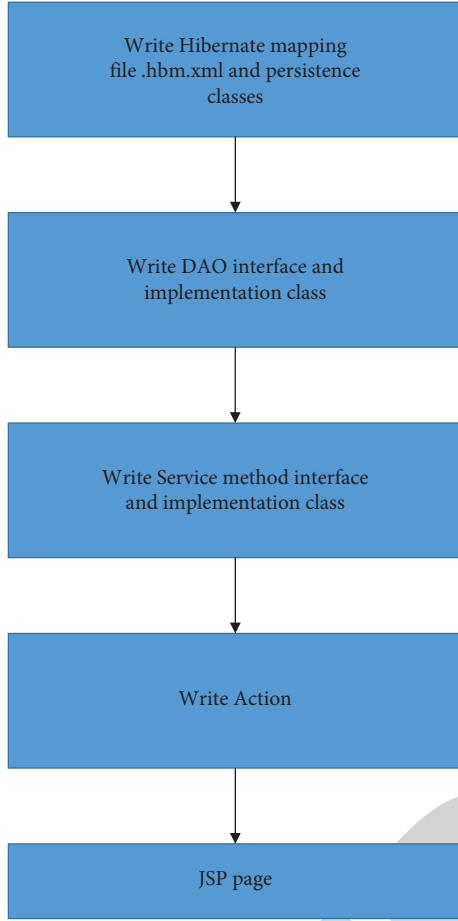 Write Hibernate mapping
file .hbm.xml and persistence
classes
Write DAO interface and
implementation class
Write Service method interface
and implementation class
Write Action
JSP page